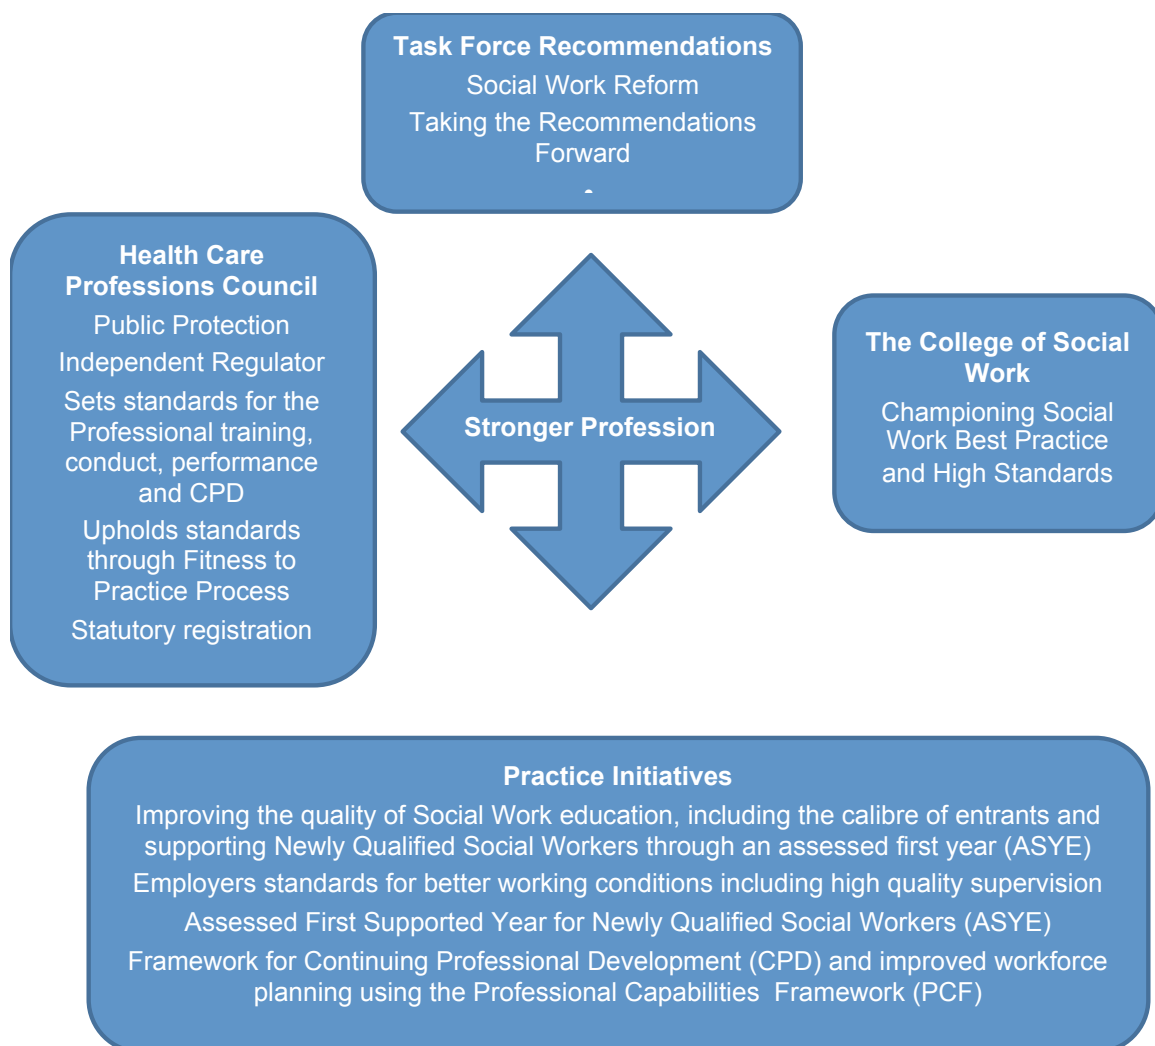 Task Force Recommendations
Social Work Reform
Taking the Recommendations
Forward
•
Health Care
Professions Council
Public Protection
Independent Regulator
Sets standards for the
Professional training,
conduct, performance
and CPD
Upholds standards
through Fitness to
Practice Process
Statutory registration
Stronger Profession
The College of Social
Work
Championing Social
Work Best Practice
and High Standards
Practice Initiatives
Improving the quality of Social Work education, including the calibre of entrants and
supporting Newly Qualified Social Workers through an assessed first year (ASYE)
Employers standards for better working conditions including high quality supervision
Assessed First Supported Year for Newly Qualified Social Workers (ASYE)
Framework for Continuing Professional Development (CPD) and improved workforce
planning using the Professional Capabilities  Framework (PCF)